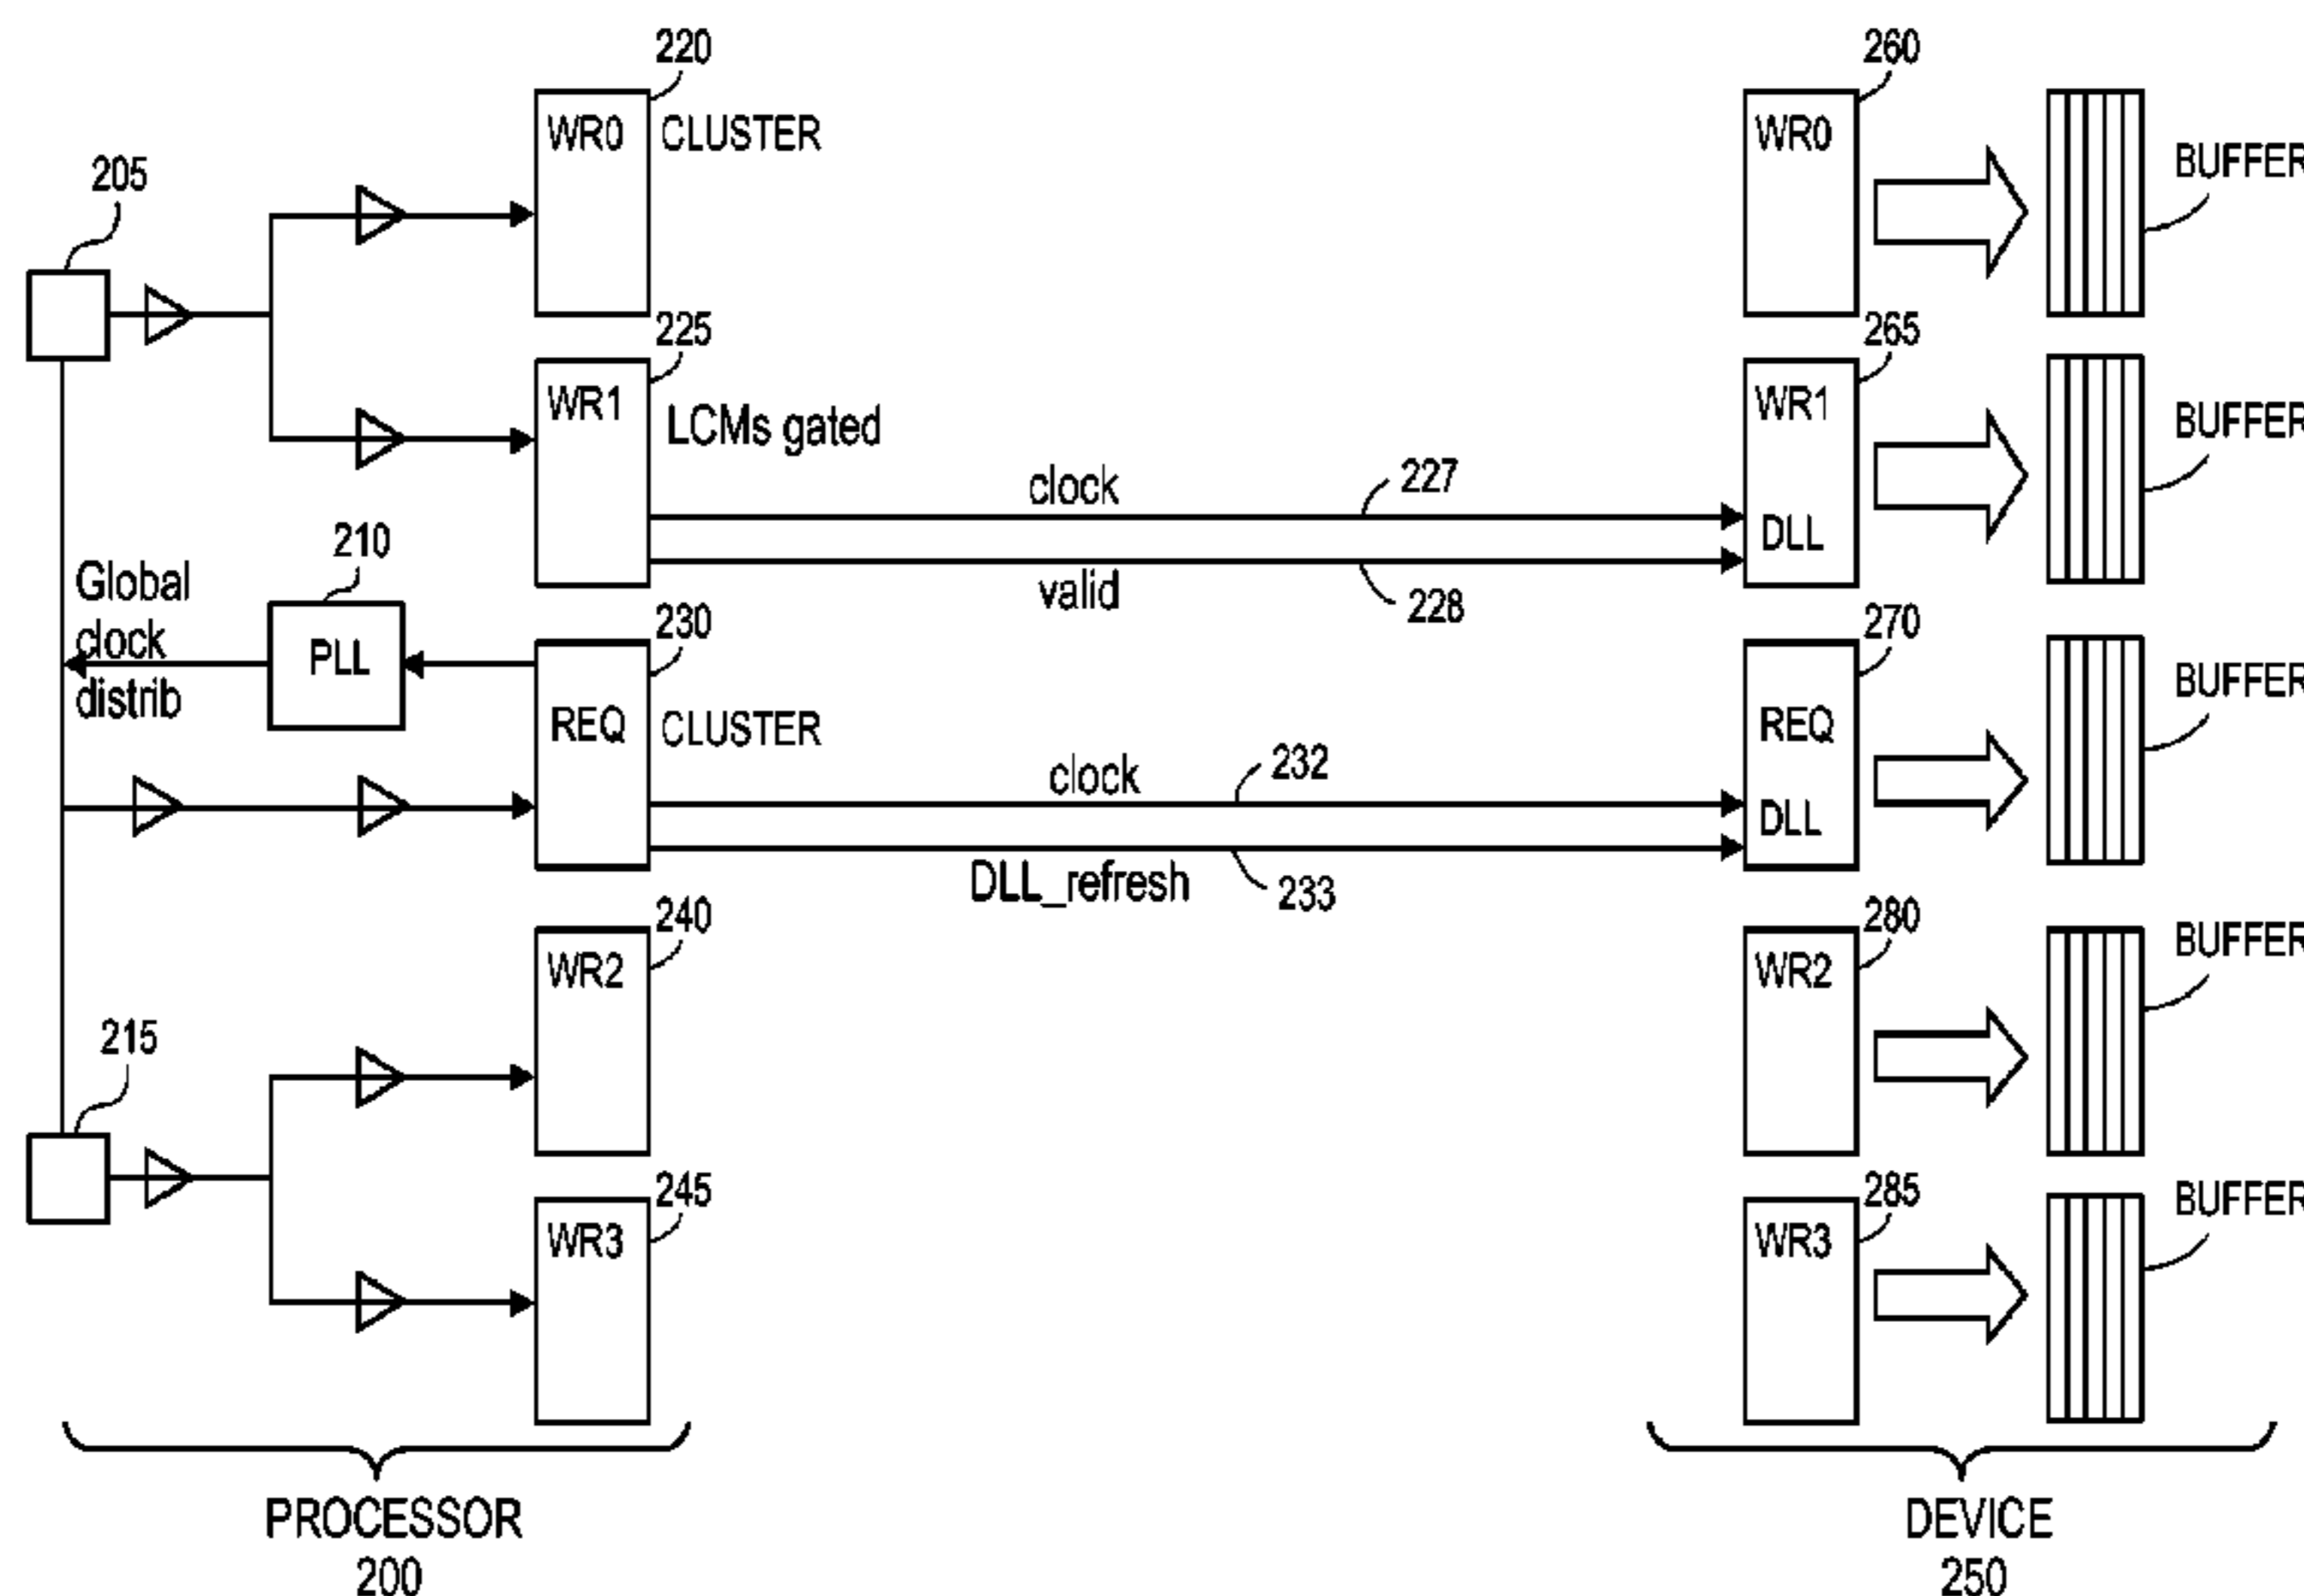 220
260
WR0 CLUSTER
WR0
BUFFER
205
225
265
WR1
LCMs gated
WR1
BUFFER
clock
227
DLL
210
valid
228
Global
clock
distrib
PLL
230
270
REQ CLUSTER
REQ
BUFFER
clock
232
DLL
DLL_refresh
233
240
280
WR2
WR2
BUFFER
215
245
285
WR3
WR3
BUFFER
PROCESSOR
200
DEVICE
250